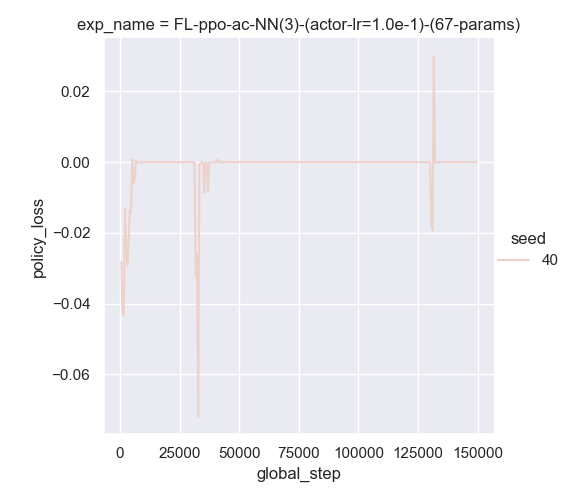 exp_name = FL-ppo-ac-NN(3)-(actor-lr=1.0e-1)-(67-params)
0.02
0.00
−0.02
−0.04
−0.06
policy_loss
seed
40
0 25000 50000 75000 100000 125000 150000
global_step